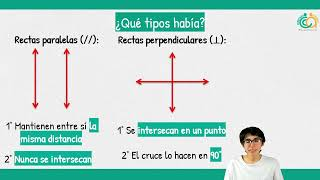 ¿Qué tipos había?
Rectas paralelas (//):
1° Mantienen entre sí la misma distancia
2° Nunca se intersecan
Rectas perpendiculares (⊥):
1° Se intersecan en un punto
2° El cruce lo hacen en 90°